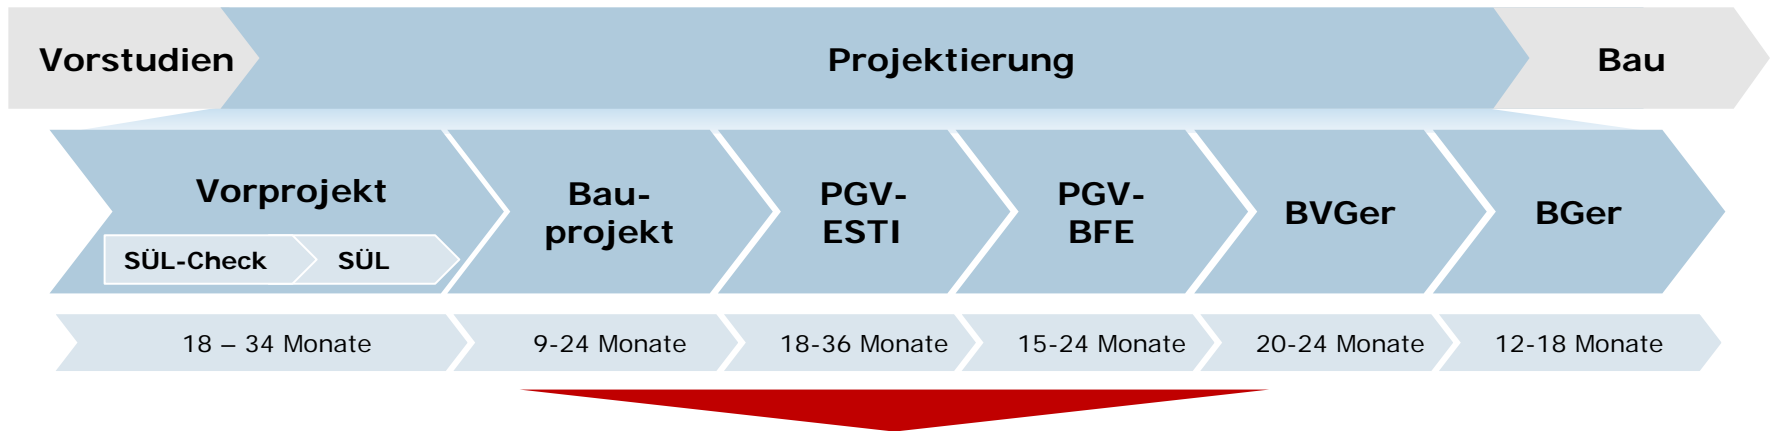 Vorstudien
Projektierung
Bau
Vorprojekt
SÜL-Check
SÜL
Bau-
projekt
PGV-
ESTI
PGV-
BFE
BVGer
BGer
18 – 34 Monate
9-24 Monate
18-36 Monate
15-24 Monate
20-24 Monate
12-18 Monate